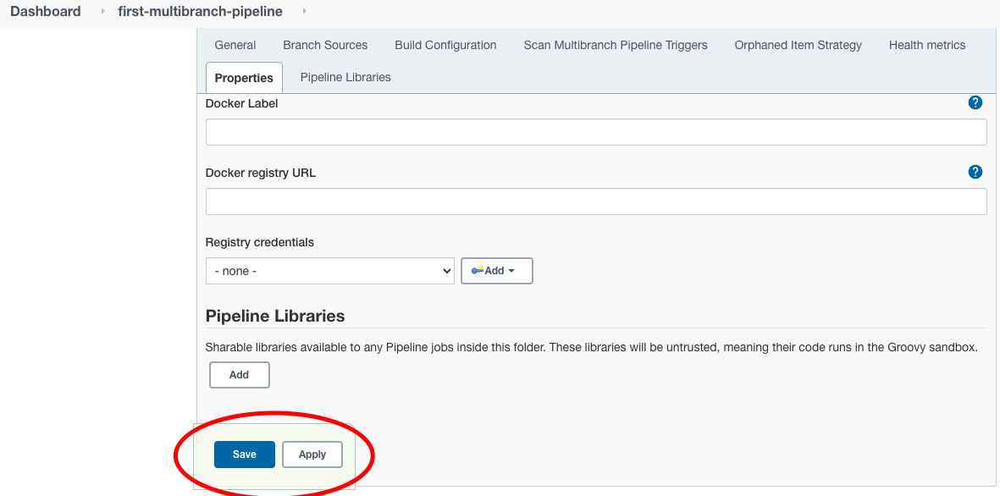 Dashboard first-multibranch-pipeline
General Branch Sources Build Configuration Scan Multibranch Pipeline Triggers Orphaned Item Strategy Health metrics
Properties Pipeline Libraries
Docker Label ?
Docker registry URL ?
Registry credentials
- none - Add
Pipeline Libraries
Sharable libraries available to any Pipeline jobs inside this folder. These libraries will be untrusted, meaning their code runs in the Groovy sandbox.
Add
Save Apply